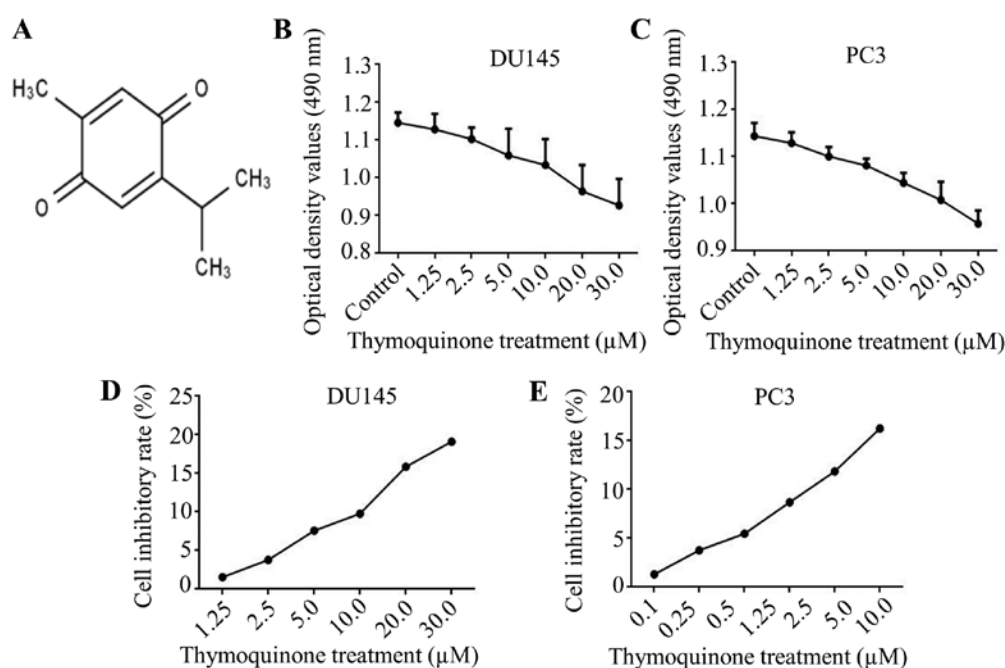 A
H₃C
O
O
CH₃
CH₃
B
DU145
Optical density values (490 nm)
1.3
1.2
1.1
1.0
0.9
0.8
Control
1.25
2.5
5.0
10.0
20.0
30.0
Thymoquinone treatment (µM)
C
PC3
Optical density values (490 nm)
1.3
1.2
1.1
1.0
0.9
Control
1.25
2.5
5.0
10.0
20.0
30.0
Thymoquinone treatment (µM)
D
DU145
Cell inhibitory rate (%)
25
20
15
10
5
0
1.25
2.5
5.0
10.0
20.0
30.0
Thymoquinone treatment (µM)
E
PC3
Cell inhibitory rate (%)
20
15
10
5
0
0.1
0.25
0.5
1.25
2.5
5.0
10.0
Thymoquinone treatment (µM)